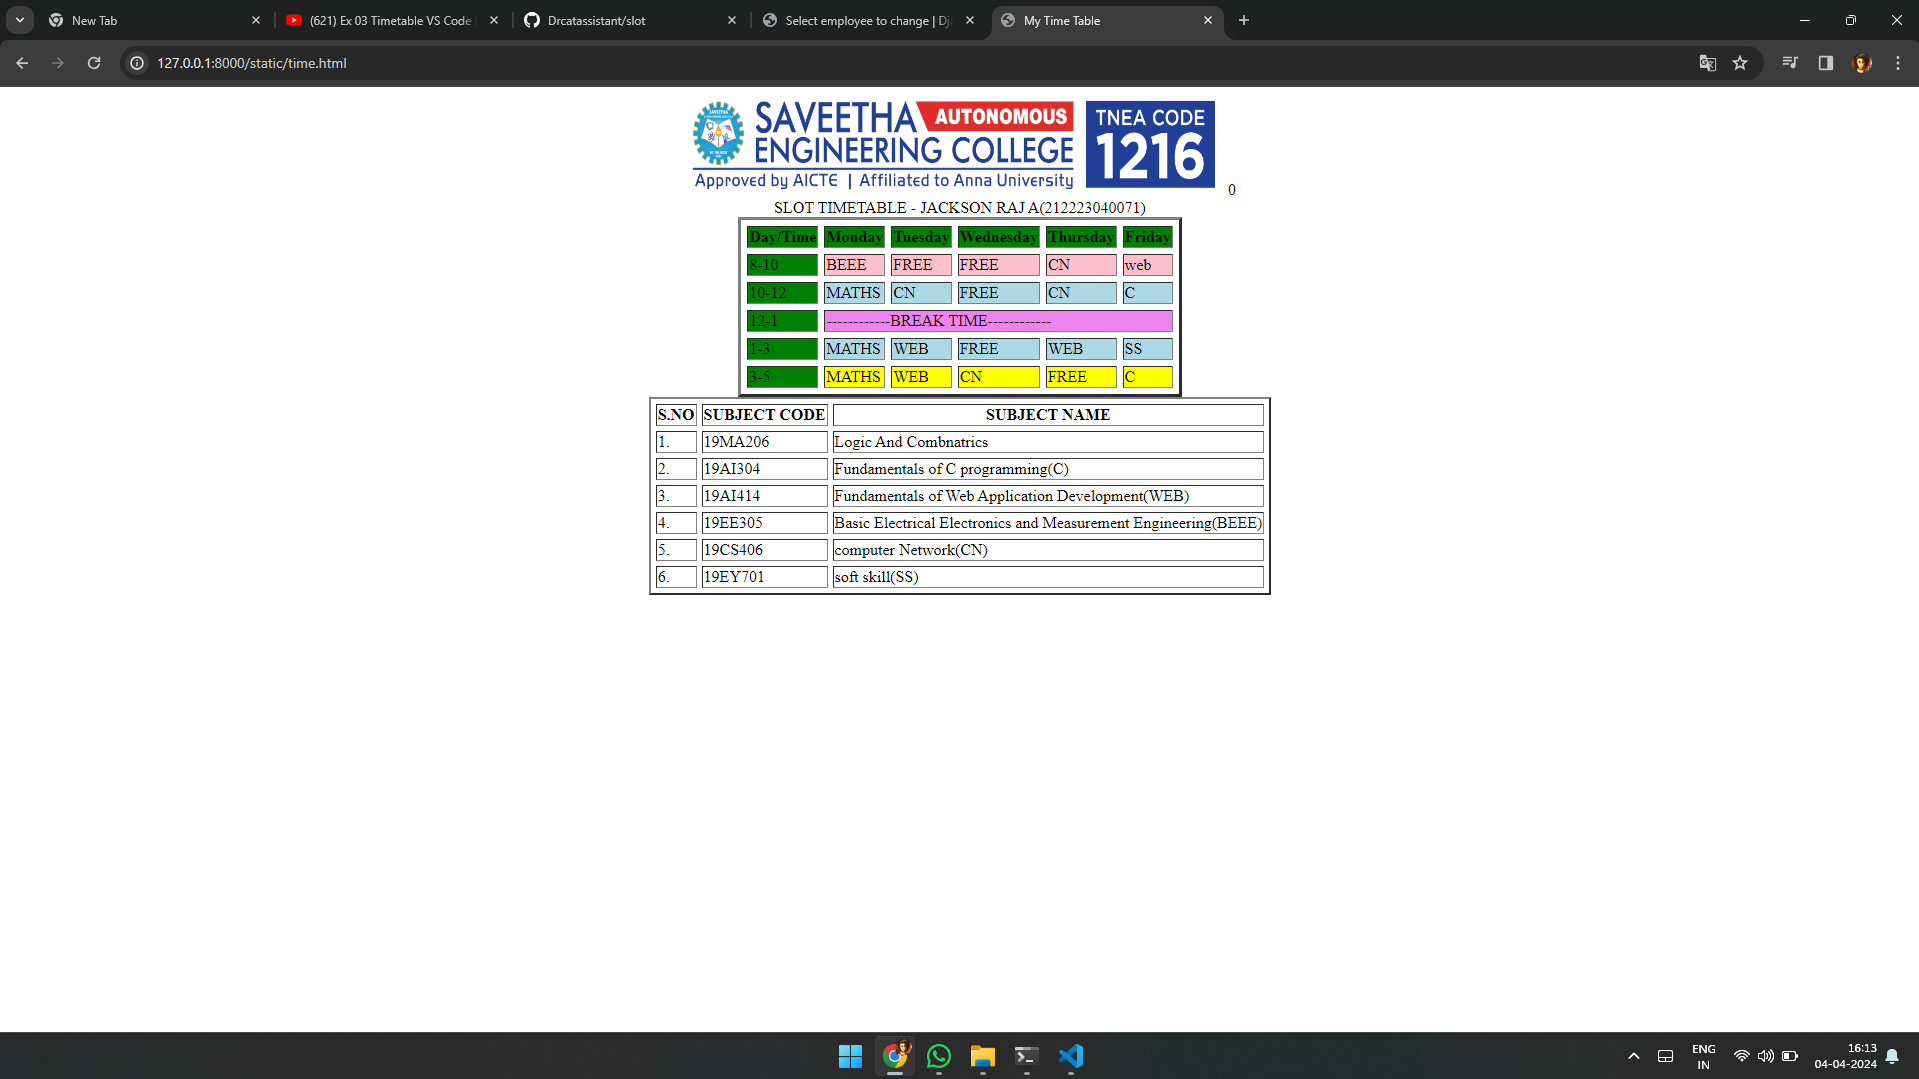 New Tab
(621) Ex 03 Timetable VS Code
Drcatassistant/slot
Select employee to change | Dja
My Time Table
127.0.0.1:8000/static/time.html
SAVEETHA AUTONOMOUS
ENGINEERING COLLEGE
Approved by AICTE | Affiliated to Anna University
TNEA CODE
1216
0
SLOT TIMETABLE - JACKSON RAJ A(212223040071)
Day/Time Monday Tuesday Wednesday Thursday Friday
8-10 BEEE FREE FREE CN web
10-12 MATHS CN FREE CN C
12-1 ------------BREAK TIME------------
1-3 MATHS WEB FREE WEB SS
3-5 MATHS WEB CN FREE C
S.NO SUBJECT CODE SUBJECT NAME
1. 19MA206 Logic And Combnatrics
2. 19AI304 Fundamentals of C programming(C)
3. 19AI414 Fundamentals of Web Application Development(WEB)
4. 19EE305 Basic Electrical Electronics and Measurement Engineering(BEEE)
5. 19CS406 computer Network(CN)
6. 19EY701 soft skill(SS)
ENG
IN
16:13
04-04-2024